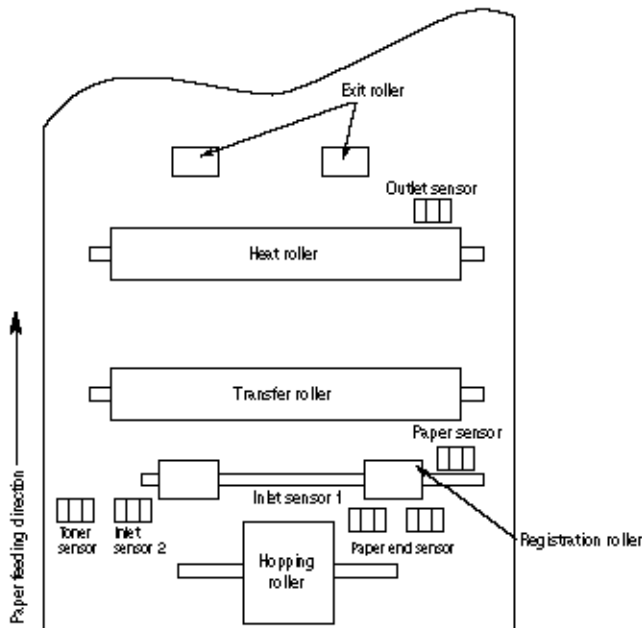 Exit roller
Outlet sensor
Heat roller
Transfer roller
Paper sensor
Inlet sensor 1
Toner
sensor
Inlet
sensor 2
Paper end sensor
Registration roller
Hopping
roller
Paper feeding direction